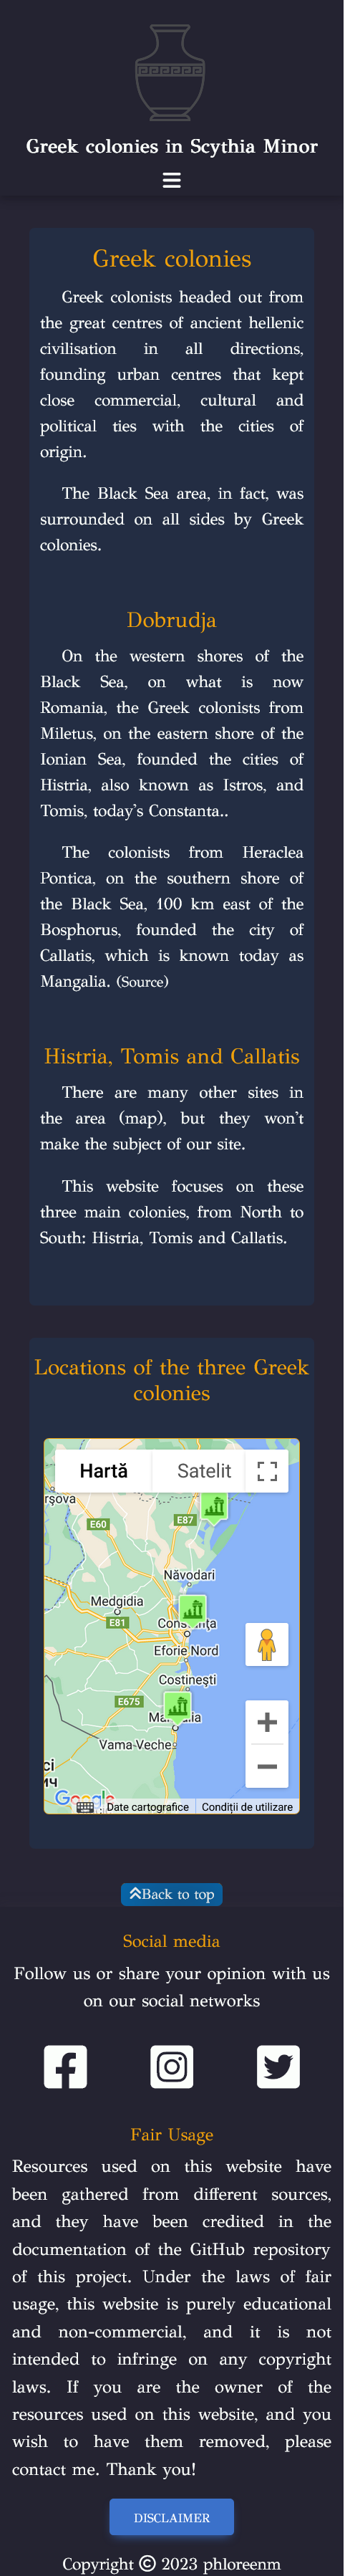 Greek colonies in Scythia Minor
Greek colonies
Greek colonists headed out from
the great centres of ancient hellenic
civilisation in all directions,
founding urban centres that kept
close commercial, cultural and
political ties with the cities of
origin.
The Black Sea area, in fact, was
surrounded on all sides by Greek
colonies.
Dobrudja
On the western shores of the
Black Sea, on what is now
Romania, the Greek colonists from
Miletus, on the eastern shore of the
Ionian Sea, founded the cities of
Histria, also known as Istros, and
Tomis, today's Constanta..
The colonists from Heraclea
Pontica, on the southern shore of
the Black Sea, 100 km east of the
Bosphorus, founded the city of
Callatis, which is known today as
Mangalia. (Source)
Histria, Tomis and Callatis
There are many other sites in
the area (map), but they won't
make the subject of our site.
This website focuses on these
three main colonies, from North to
South: Histria, Tomis and Callatis.
Locations of the three Greek
colonies
Hartă Satelit
rșova
E60 E87
Năvodari
Medgidia
E81
Eforie Nord
Costinești
E675
Vama Veche
Google
Date cartografice Condiții de utilizare
Back to top
Social media
Follow us or share your opinion with us
on our social networks
Fair Usage
Resources used on this website have
been gathered from different sources,
and they have been credited in the
documentation of the GitHub repository
of this project. Under the laws of fair
usage, this website is purely educational
and non-commercial, and it is not
intended to infringe on any copyright
laws. If you are the owner of the
resources used on this website, and you
wish to have them removed, please
contact me. Thank you!
DISCLAIMER
Copyright © 2023 phloreenm